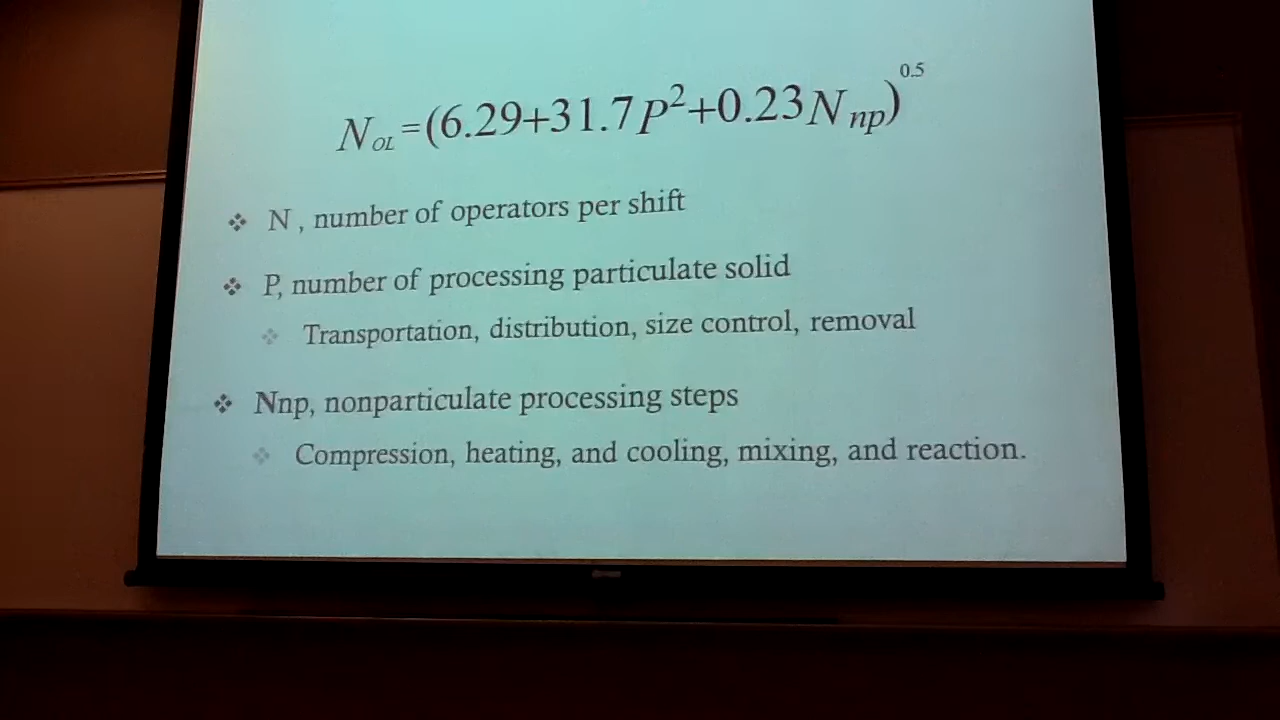 N_OL=(6.29+31.7P²+0.23N_np)^0.5
❖ N , number of operators per shift
❖ P, number of processing particulate solid
❖ Transportation, distribution, size control, removal
❖ Nnp, nonparticulate processing steps
❖ Compression, heating, and cooling, mixing, and reaction.